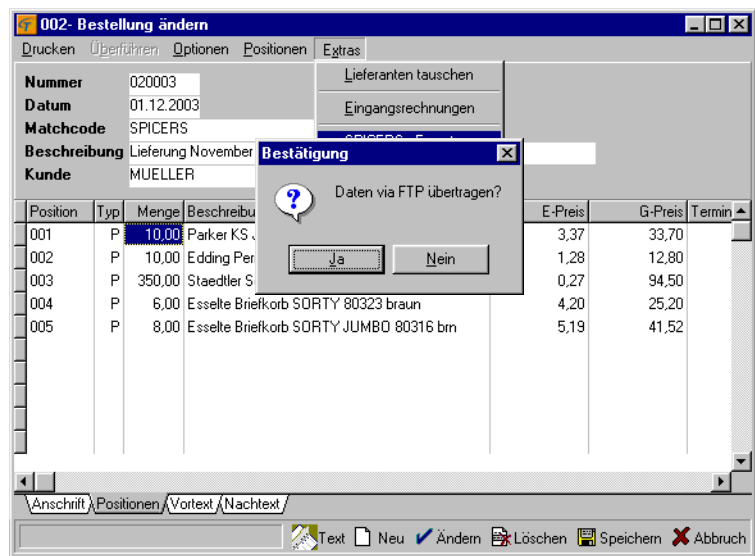 002- Bestellung ändern
Drucken Überführen Optionen Positionen Extras
Lieferanten tauschen
Eingangsrechnungen
Nummer 020003
Datum 01.12.2003
Matchcode SPICERS
Beschreibung Lieferung November
Kunde MUELLER
Bestätigung
Daten via FTP übertragen?
Ja Nein
Position Typ Menge Beschreibu E-Preis G-Preis Termin
001 P 10,00 Parker KS 3,37 33,70
002 P 10,00 Edding Per 1,28 12,80
003 P 350,00 Staedtler S 0,27 94,50
004 P 6,00 Esselte Briefkorb SORTY 80323 braun 4,20 25,20
005 P 8,00 Esselte Briefkorb SORTY JUMBO 80316 brn 5,19 41,52
Anschrift Positionen Vortext Nachtext
Text Neu Ändern Löschen Speichern Abbruch